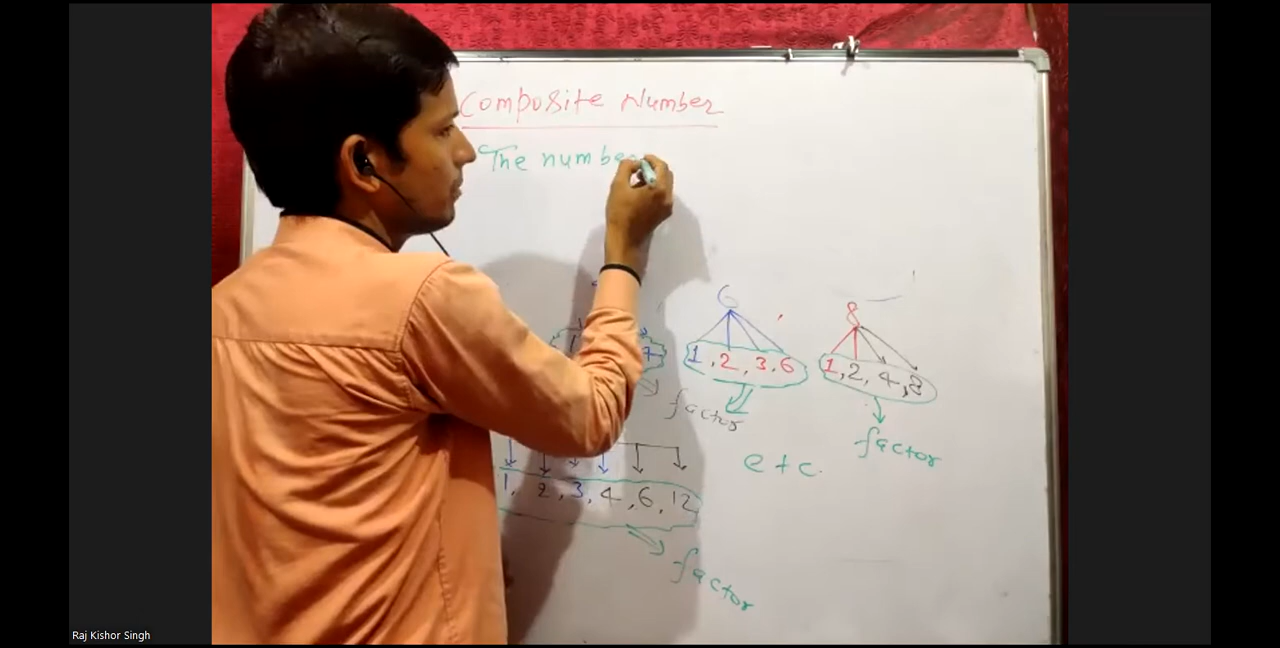 Composite Number
The numbe
6
8
1, 2, 3, 6
1, 2, 4, 8
factor
factor
etc.
1, 2, 3, 4, 6, 12
factor
Raj Kishor Singh